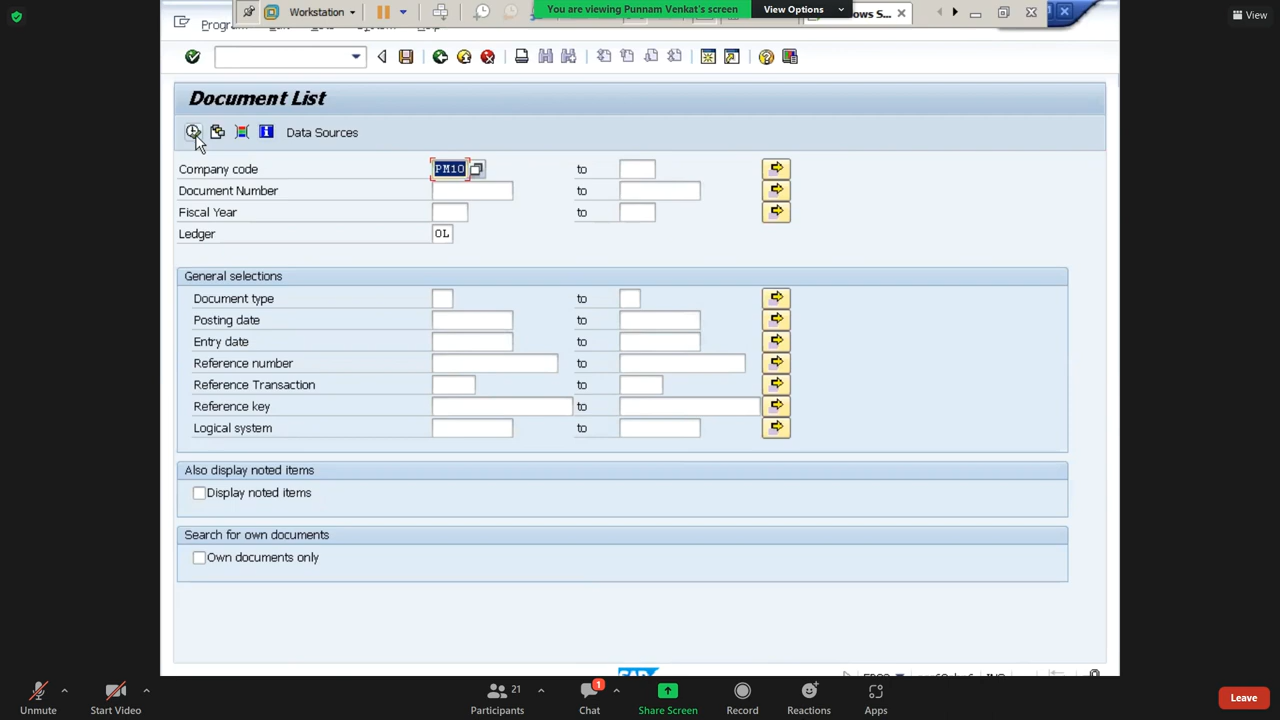 Workstation
You are viewing Punnam Venkat's screen
View Options
ows S...
View
Program
Document List
Data Sources
Company code PM10 to
Document Number to
Fiscal Year to
Ledger 0L
General selections
Document type to
Posting date to
Entry date to
Reference number to
Reference Transaction to
Reference key to
Logical system to
Also display noted items
Display noted items
Search for own documents
Own documents only
SAP
Unmute
Start Video
21
Participants
1
Chat
Share Screen
Record
Reactions
Apps
Leave